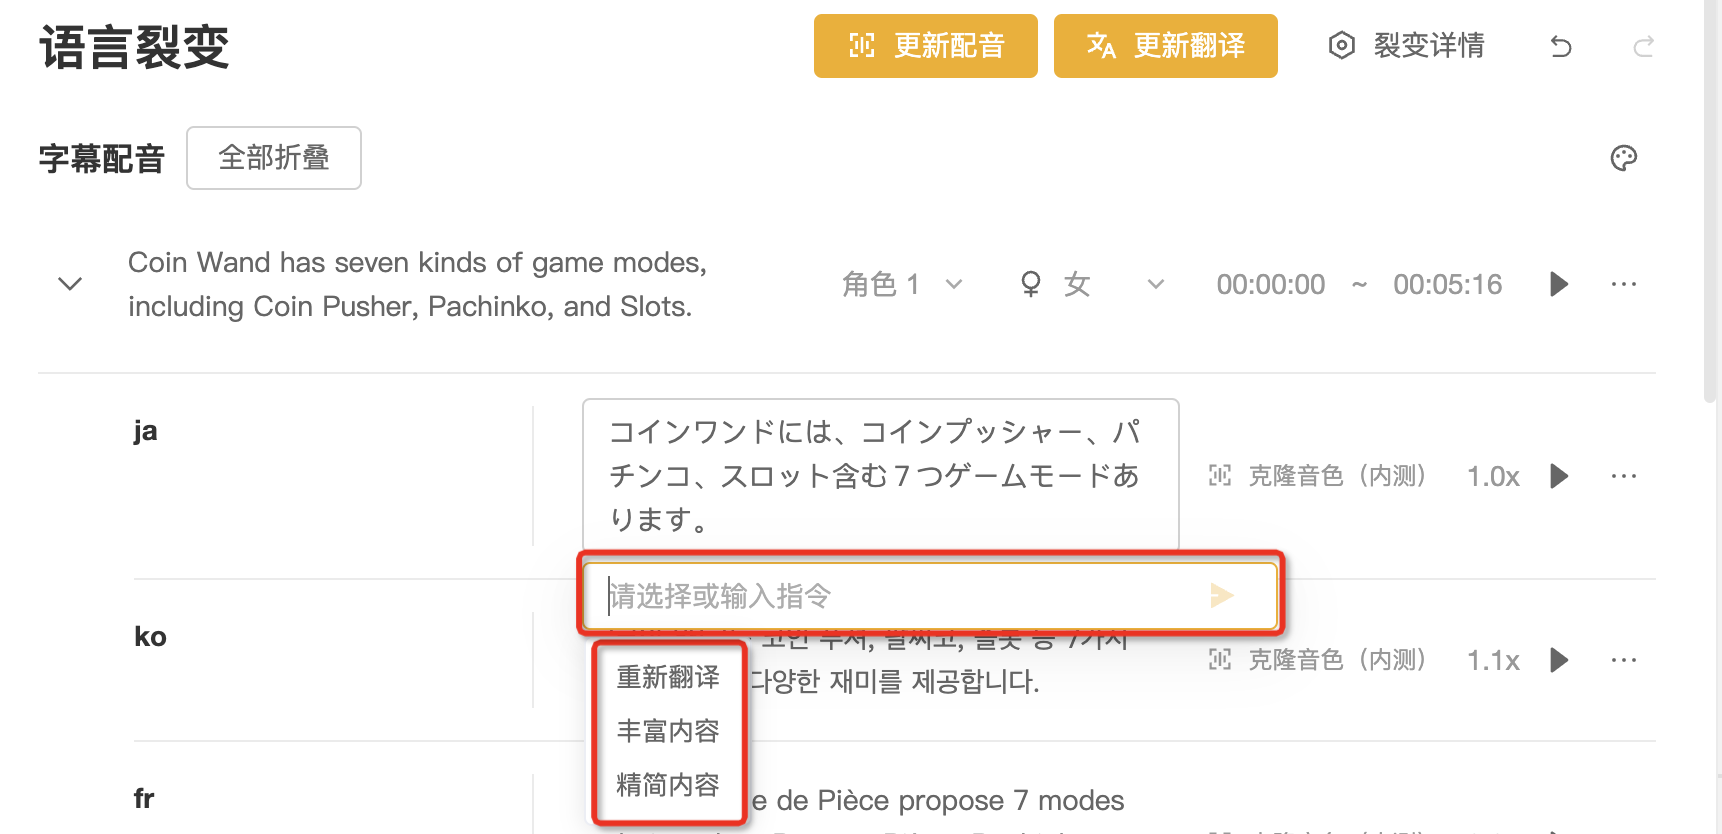 语言裂变
更新配音
更新翻译
裂变详情
字幕配音
全部折叠
Coin Wand has seven kinds of game modes,
including Coin Pusher, Pachinko, and Slots.
角色 1
女
00:00:00 ~ 00:05:16
ja
コインワンドには、コインプッシャー、パ
チンコ、スロット含む７つゲームモードあ
ります。
克隆音色（内测）
1.0x
请选择或输入指令
ko
코인 푸셔, 빨찌코, 슬롯 등 7가지
다양한 재미를 제공합니다.
克隆音色（内测）
1.1x
重新翻译
丰富内容
精简内容
fr
e de Pièce propose 7 modes